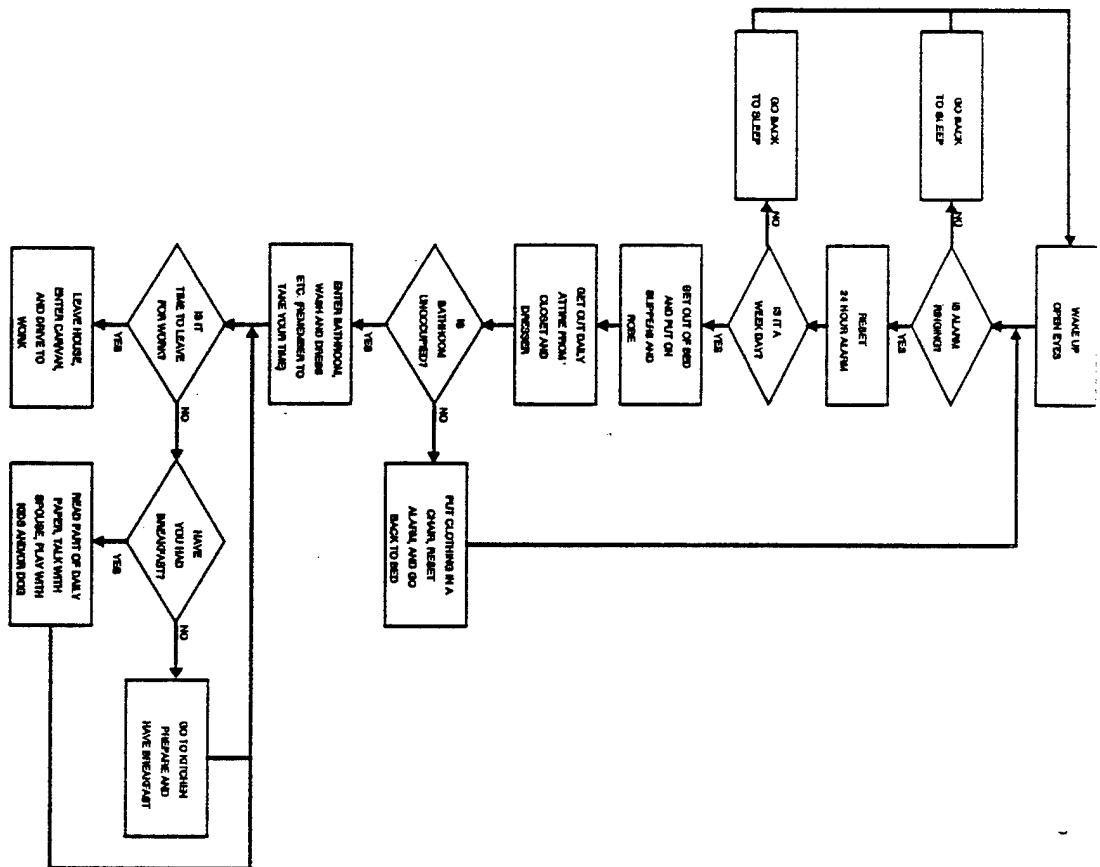 WAKE UP
OPEN EYES
IS ALARM
RINGING?
NO
GO BACK
TO SLEEP
YES
RESET
24 HOUR ALARM
IS IT A
WEEK DAY?
NO
GO BACK
TO SLEEP
YES
GET OUT OF BED
AND PUT ON
SLIPPERS AND
ROBE
GET OUT DAILY
ATTIRE FROM
CLOSET AND
DRESSER
IS
BATHROOM
UNOCCUPIED?
NO
PUT CLOTHING IN A
CHAIR, RESET
ALARM, AND GO
BACK TO BED
YES
ENTER BATHROOM,
WASH AND DRESS
ETC. (REMEMBER TO
TAKE YOUR TIME)
IS IT
TIME TO LEAVE
FOR WORK?
NO
HAVE
YOU HAD
BREAKFAST?
NO
GO TO KITCHEN
PREPARE AND
HAVE BREAKFAST
YES
LEAVE HOUSE,
ENTER CARVAN,
AND DRIVE TO
WORK
YES
READ PART OF DAILY
PAPER, TALK WITH
SPOUSE, PLAY WITH
KIDS AND/OR DOG